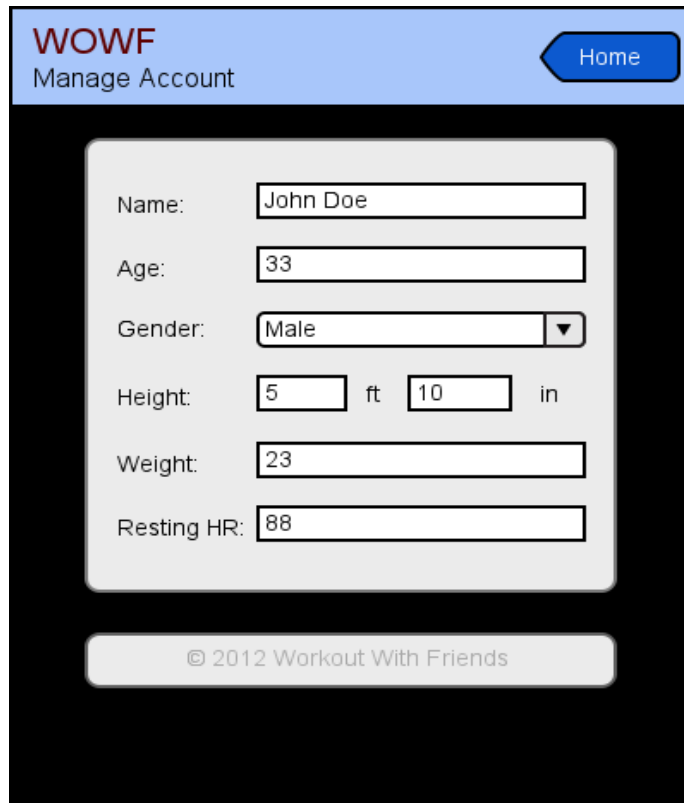 WOWF
Manage Account
Home
Name: John Doe
Age: 33
Gender: Male
Height: 5 ft 10 in
Weight: 23
Resting HR: 88
© 2012 Workout With Friends